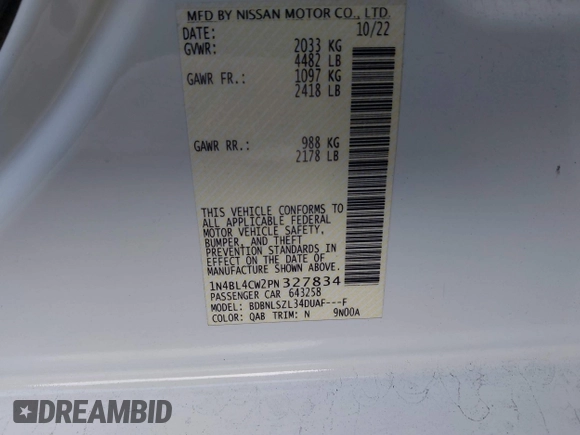 MFD BY NISSAN MOTOR CO., LTD.
DATE: 10/22
GVWR: 2033 KG
4482 LB
GAWR FR.: 1097 KG
2418 LB
GAWR RR.: 988 KG
2178 LB
THIS VEHICLE CONFORMS TO
ALL APPLICABLE FEDERAL
MOTOR VEHICLE SAFETY,
BUMPER, AND THEFT
PREVENTION STANDARDS IN
EFFECT ON THE DATE OF
MANUFACTURE SHOWN ABOVE.
1N4BL4CW2PN327834
PASSENGER CAR 643258
MODEL: BDBNLSZL34DUAF---F
COLOR: QAB TRIM: N 9N00A
DREAMBID